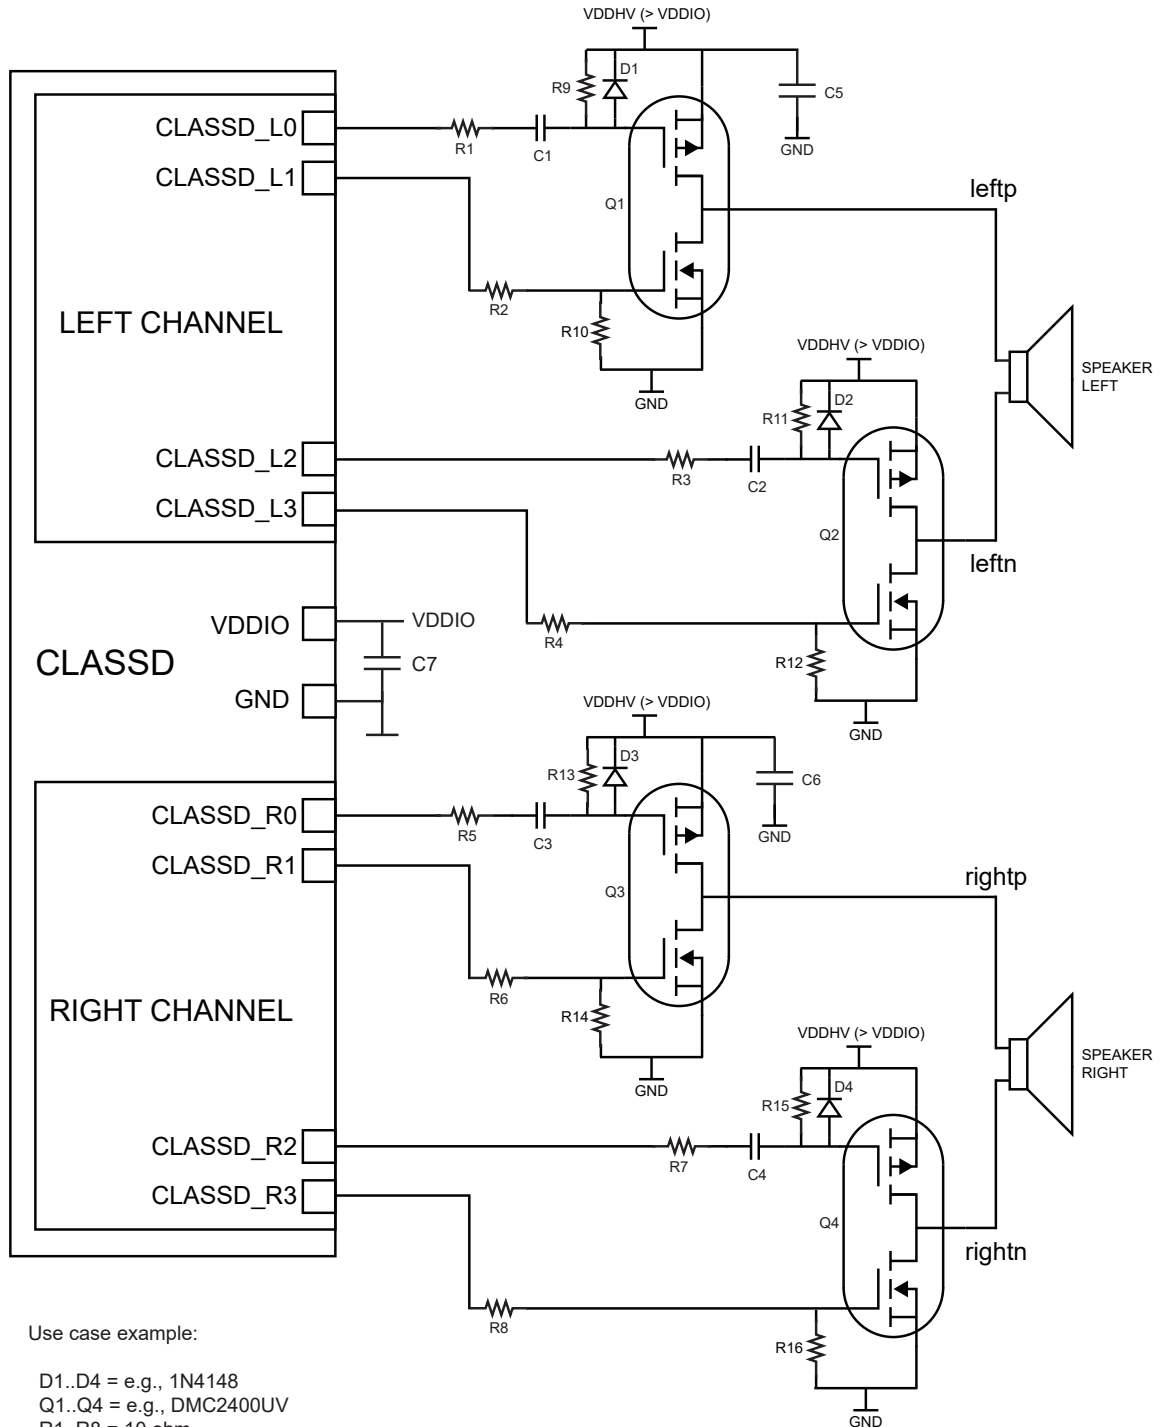 VDDHV (> VDDIO)
D1
R9
C5
CLASSD_L0
R1
C1
GND
CLASSD_L1
leftp
Q1
R2
LEFT CHANNEL
R10
VDDHV (> VDDIO)
SPEAKER
LEFT
GND
D2
R11
CLASSD_L2
R3
C2
CLASSD_L3
Q2
leftn
VDDIO
VDDIO
R4
CLASSD
C7
R12
GND
VDDHV (> VDDIO)
GND
D3
R13
C6
CLASSD_R0
R5
C3
GND
CLASSD_R1
rightp
Q3
R6
RIGHT CHANNEL
R14
VDDHV (> VDDIO)
SPEAKER
RIGHT
GND
D4
R15
CLASSD_R2
R7
C4
CLASSD_R3
Q4
rightn
R8
Use case example:
R16
D1..D4 = e.g., 1N4148
Q1..Q4 = e.g., DMC2400UV
R1..R8 = 10 ohm
GND